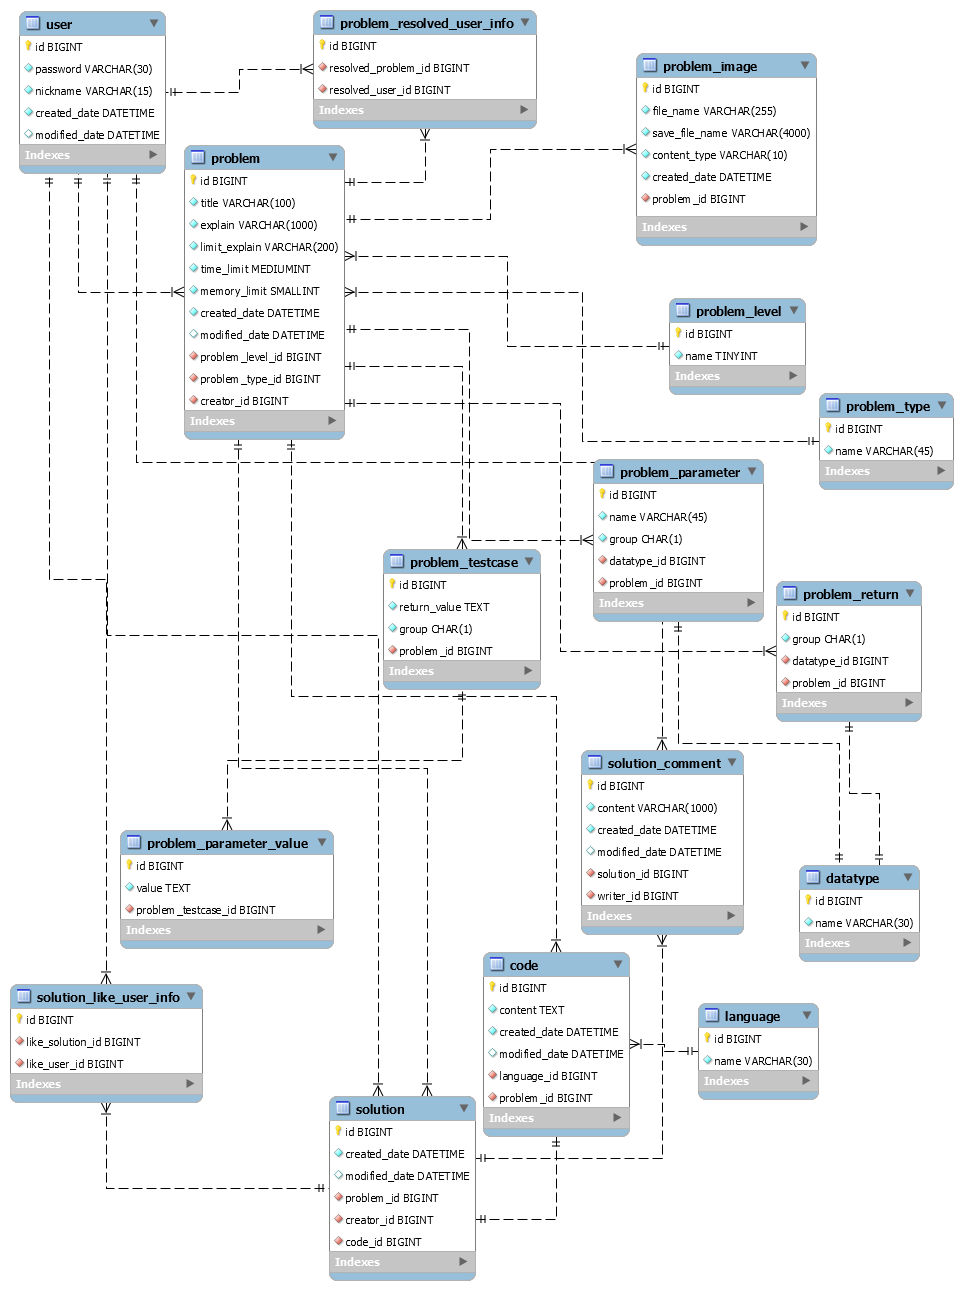 user
id BIGINT
password VARCHAR(30)
nickname VARCHAR(15)
created_date DATETIME
modified_date DATETIME
Indexes
problem_resolved_user_info
id BIGINT
resolved_problem_id BIGINT
resolved_user_id BIGINT
Indexes
problem_image
id BIGINT
file_name VARCHAR(255)
save_file_name VARCHAR(4000)
content_type VARCHAR(10)
created_date DATETIME
problem_id BIGINT
Indexes
problem
id BIGINT
title VARCHAR(100)
explain VARCHAR(1000)
limit_explain VARCHAR(200)
time_limit MEDIUMINT
memory_limit SMALLINT
created_date DATETIME
modified_date DATETIME
problem_level_id BIGINT
problem_type_id BIGINT
creator_id BIGINT
Indexes
problem_level
id BIGINT
name TINYINT
Indexes
problem_type
id BIGINT
name VARCHAR(45)
Indexes
problem_parameter
id BIGINT
name VARCHAR(45)
group CHAR(1)
datatype_id BIGINT
problem_id BIGINT
Indexes
problem_testcase
id BIGINT
return_value TEXT
group CHAR(1)
problem_id BIGINT
Indexes
problem_return
id BIGINT
group CHAR(1)
datatype_id BIGINT
problem_id BIGINT
Indexes
solution_comment
id BIGINT
content VARCHAR(1000)
created_date DATETIME
modified_date DATETIME
solution_id BIGINT
writer_id BIGINT
Indexes
problem_parameter_value
id BIGINT
value TEXT
problem_testcase_id BIGINT
Indexes
datatype
id BIGINT
name VARCHAR(30)
Indexes
code
id BIGINT
content TEXT
created_date DATETIME
modified_date DATETIME
language_id BIGINT
problem_id BIGINT
Indexes
solution_like_user_info
id BIGINT
like_solution_id BIGINT
like_user_id BIGINT
Indexes
language
id BIGINT
name VARCHAR(30)
Indexes
solution
id BIGINT
created_date DATETIME
modified_date DATETIME
problem_id BIGINT
creator_id BIGINT
code_id BIGINT
Indexes